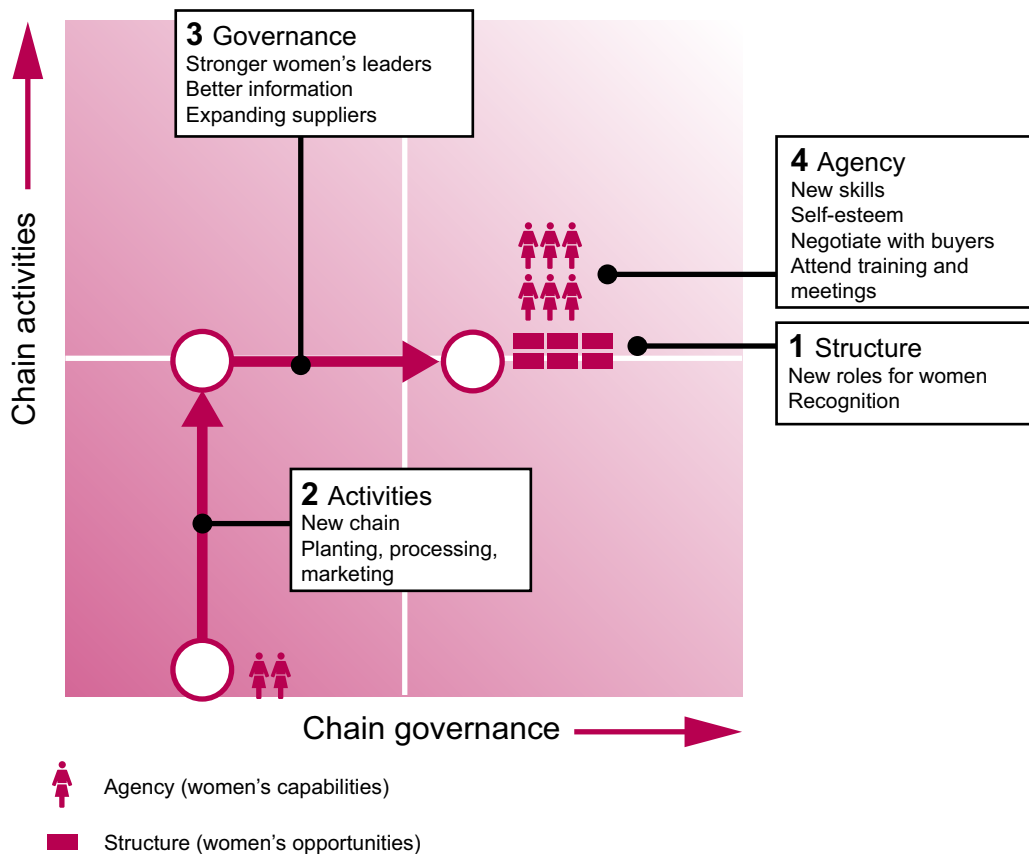 3 Governance
Stronger women's leaders
Better information
Expanding suppliers
4 Agency
New skills
Self-esteem
Negotiate with buyers
Attend training and
meetings
1 Structure
New roles for women
Recognition
2 Activities
New chain
Planting, processing,
marketing
Chain activities
Chain governance
Agency (women's capabilities)
Structure (women's opportunities)